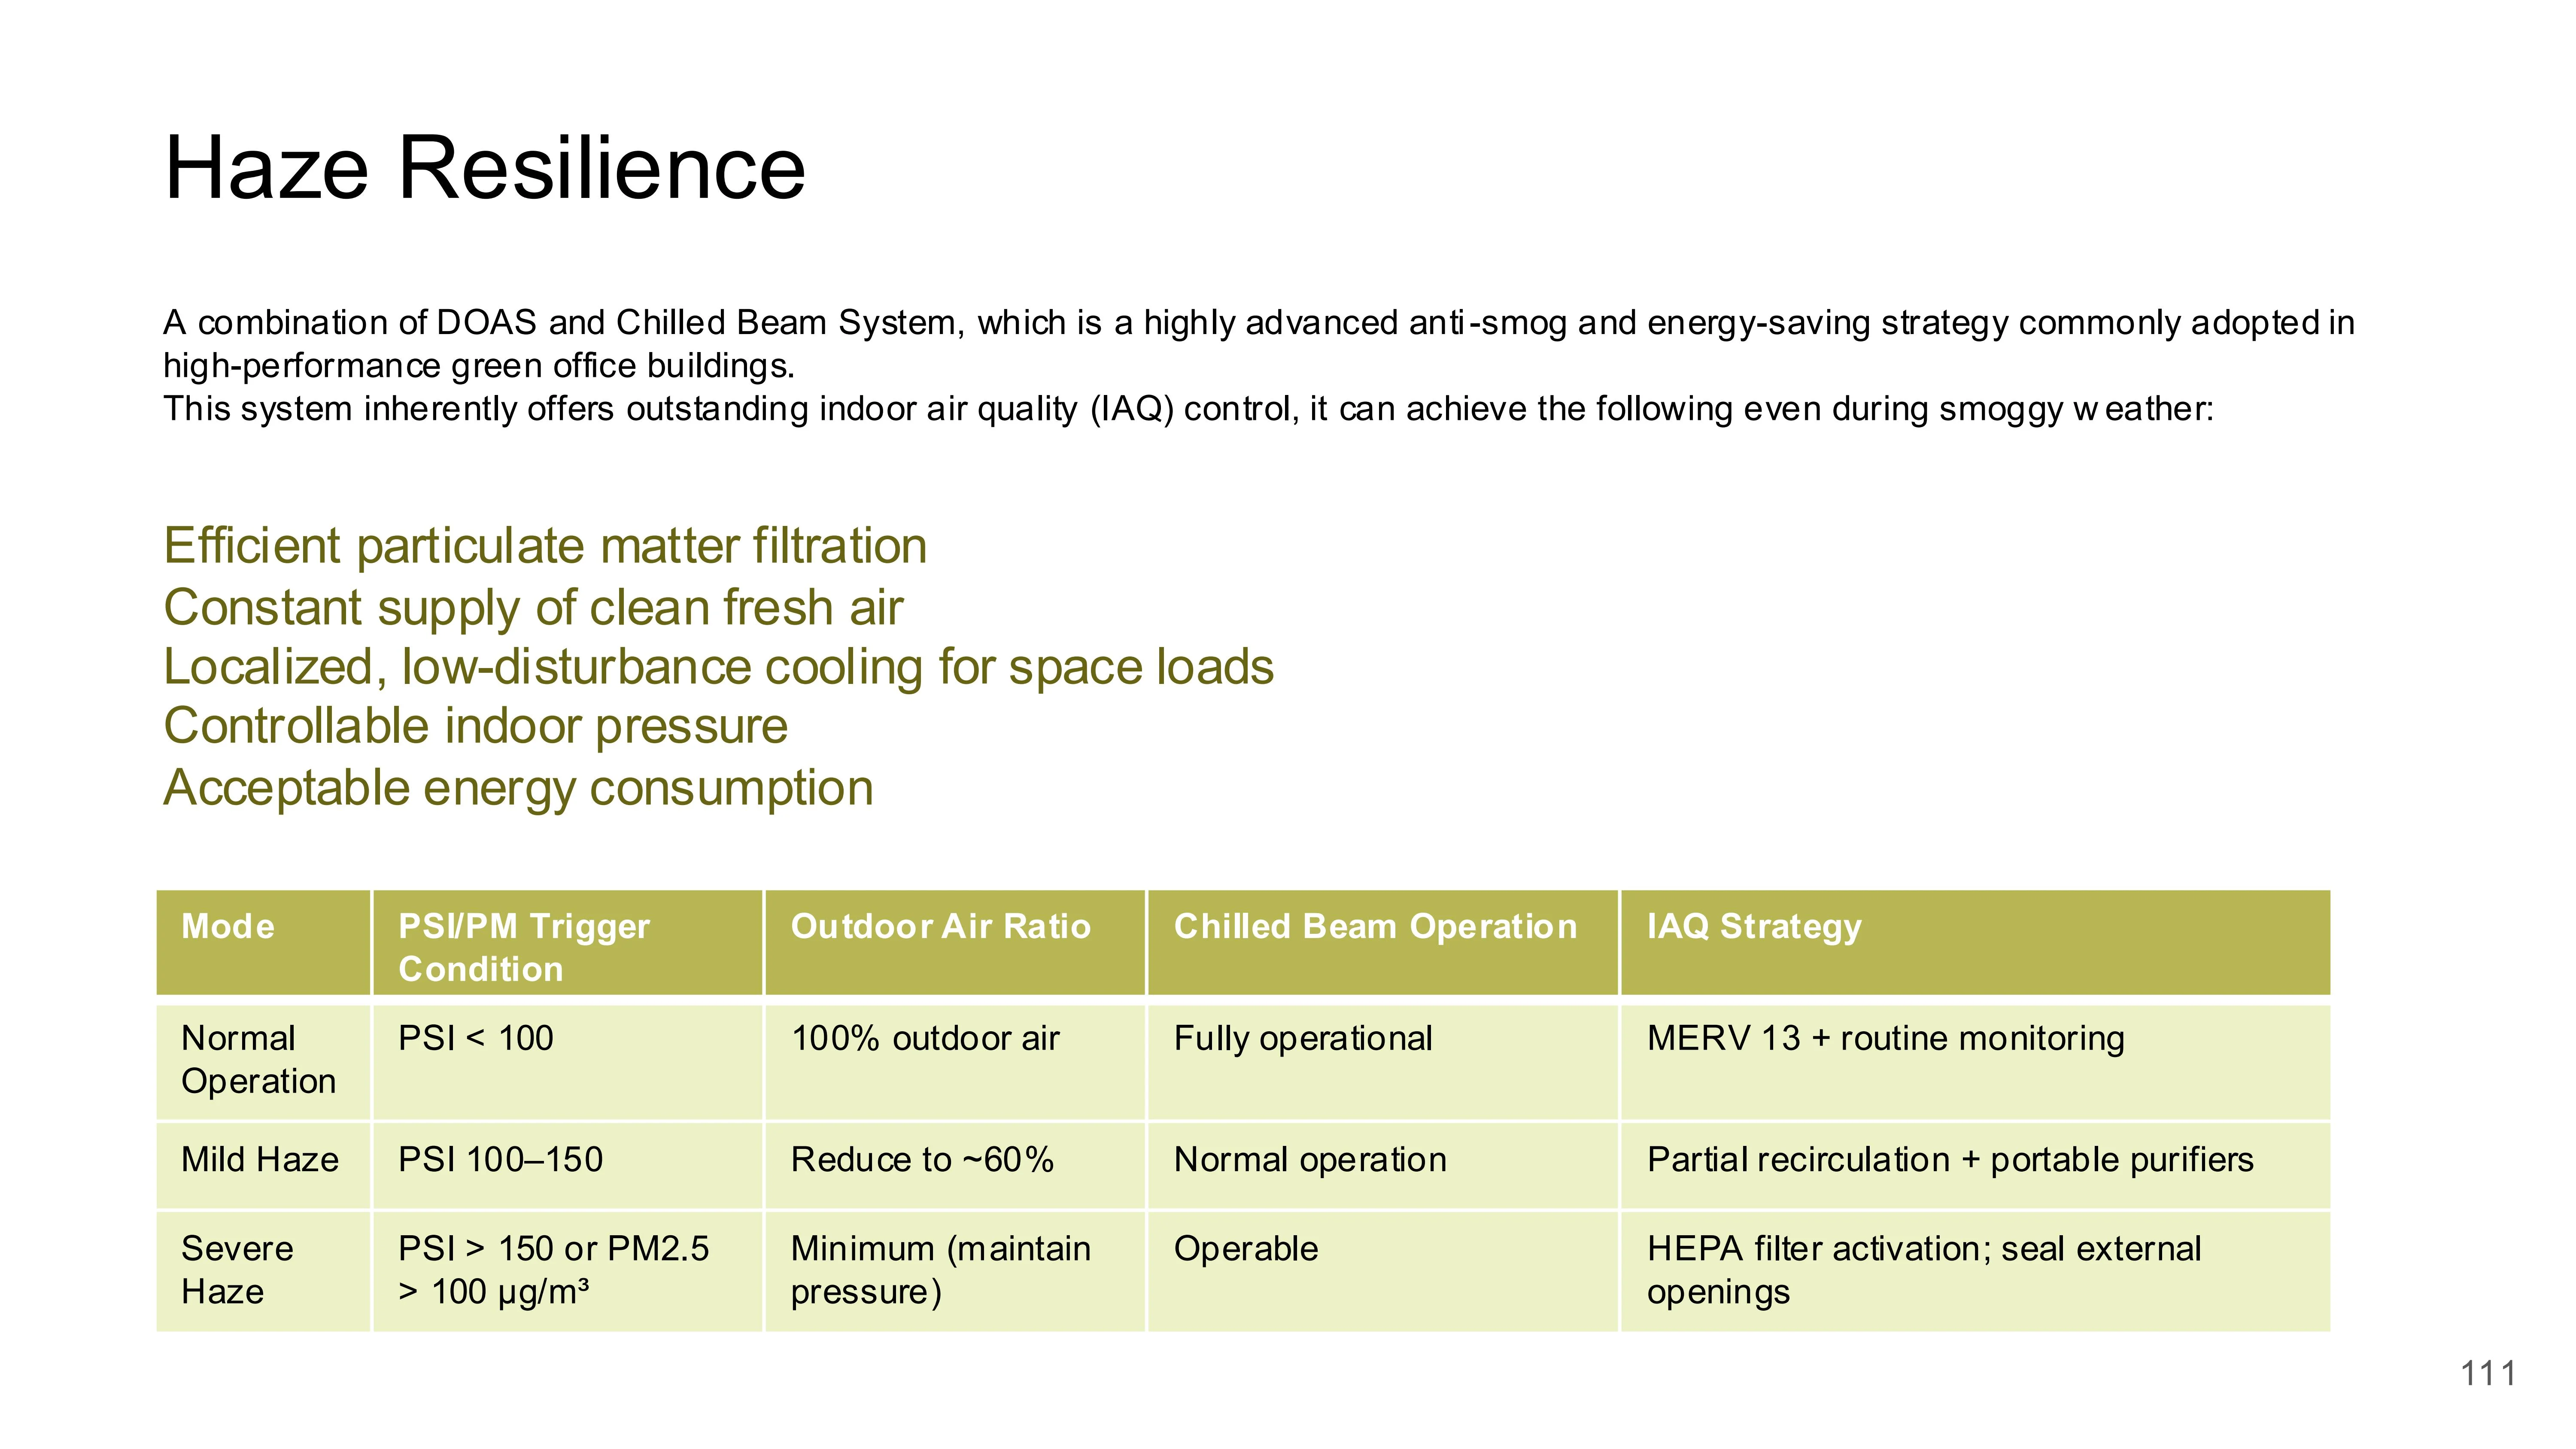 Haze Resilience
A combination of DOAS and Chilled Beam System, which is a highly advanced anti-smog and energy-saving strategy commonly adopted in
high-performance green office buildings.
This system inherently offers outstanding indoor air quality (IAQ) control, it can achieve the following even during smoggy weather:
Efficient particulate matter filtration
Constant supply of clean fresh air
Localized, low-disturbance cooling for space loads
Controllable indoor pressure
Acceptable energy consumption
Mode
PSI/PM Trigger
Condition
Outdoor Air Ratio
Chilled Beam Operation
IAQ Strategy
Normal
Operation
PSI < 100
100% outdoor air
Fully operational
MERV 13 + routine monitoring
Mild Haze
PSI 100–150
Reduce to ~60%
Normal operation
Partial recirculation + portable purifiers
Severe
Haze
PSI > 150 or PM2.5
> 100 µg/m³
Minimum (maintain
pressure)
Operable
HEPA filter activation; seal external
openings
111